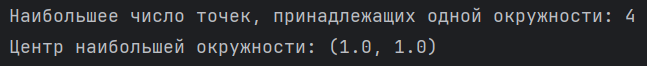 Наибольшее число точек, принадлежащих одной окружности: 4
Центр наибольшей окружности: (1.0, 1.0)